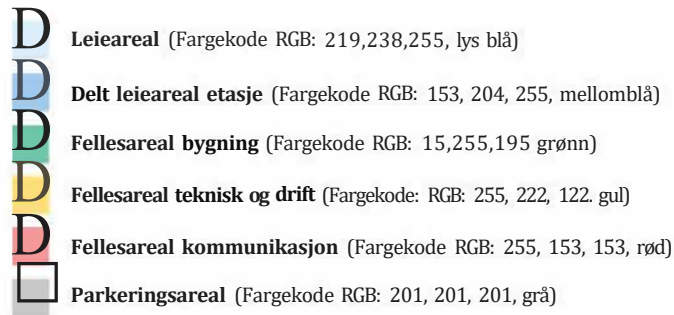 D Leieareal (Fargekode RGB: 219,238,255, lys blå)
D Delt leieareal etasje (Fargekode RGB: 153, 204, 255, mellomblå)
D Fellesareal bygning (Fargekode RGB: 15,255,195 grønn)
D Fellesareal teknisk og drift (Fargekode: RGB: 255, 222, 122. gul)
D Fellesareal kommunikasjon (Fargekode RGB: 255, 153, 153, rød)
Parkeringsareal (Fargekode RGB: 201, 201, 201, grå)